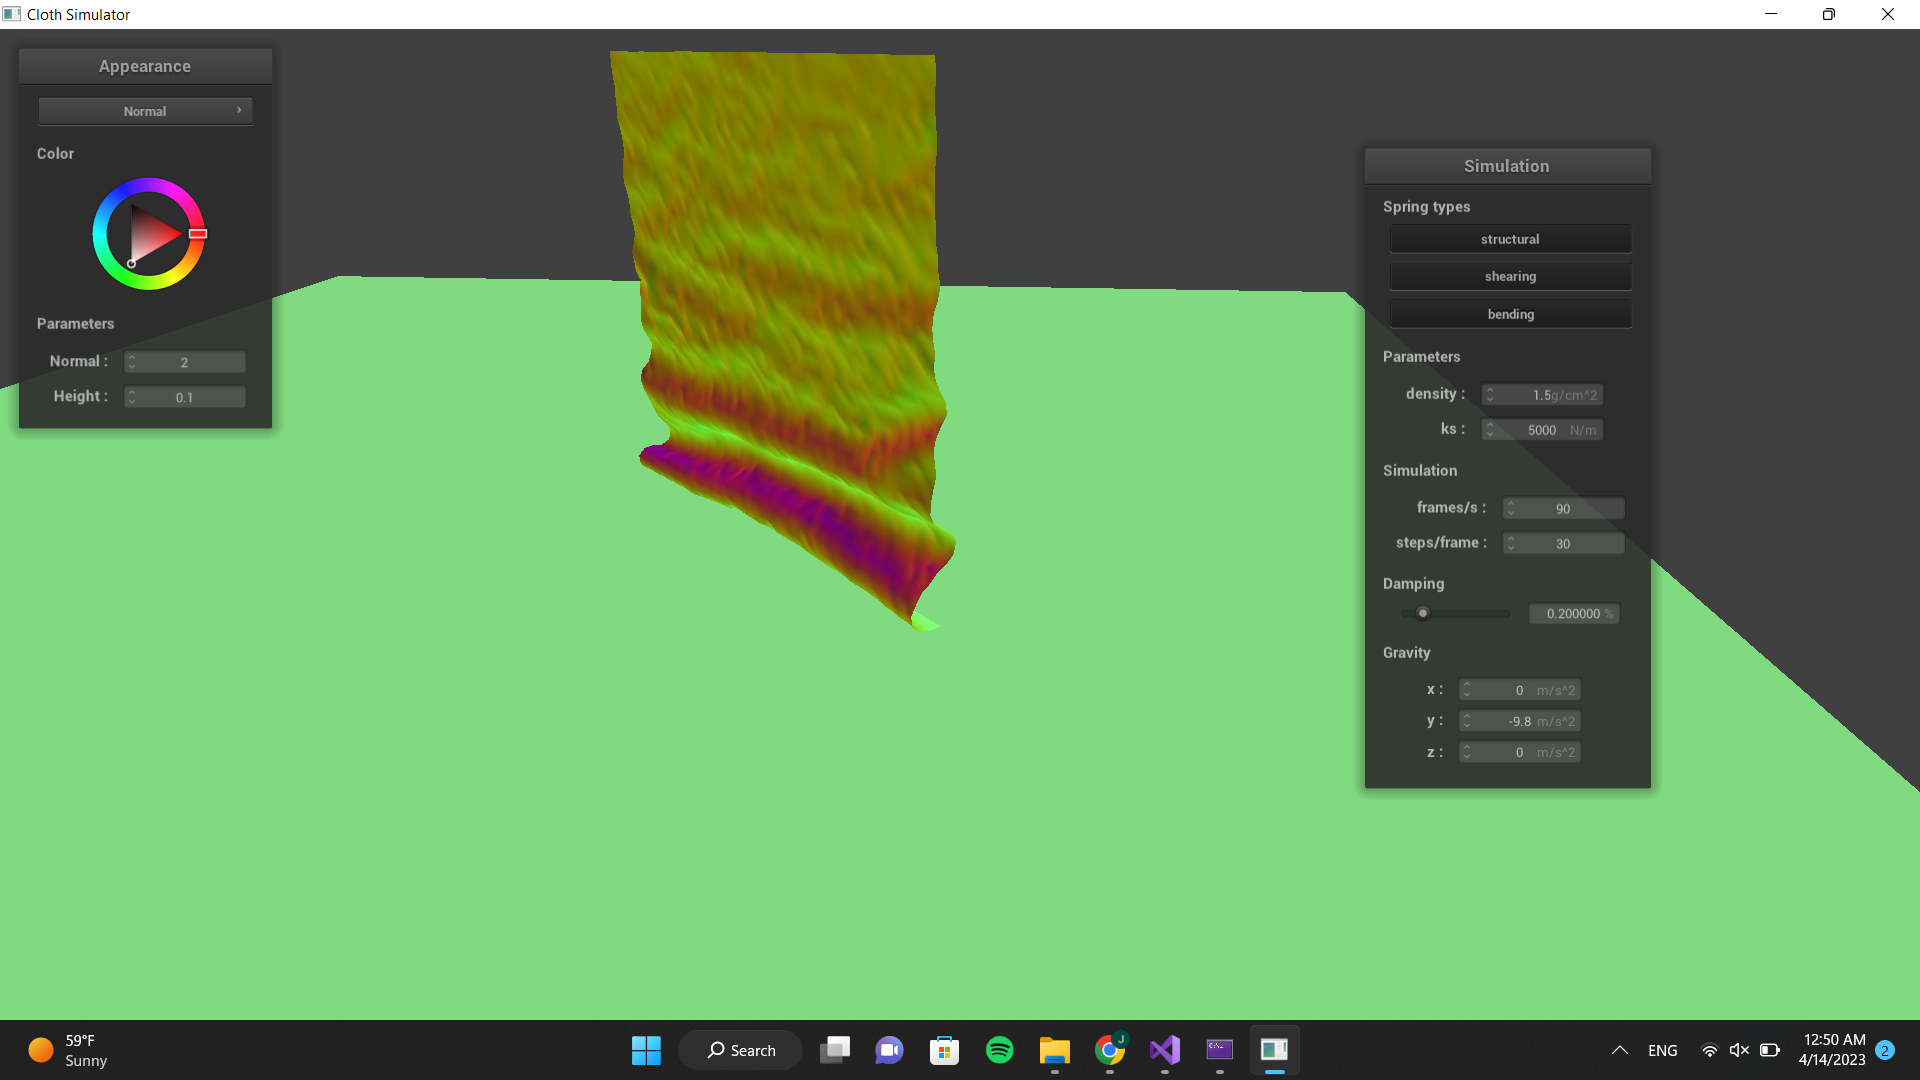 Cloth Simulator
Appearance
Normal
Color
Parameters
Normal : 2
Height : 0.1
Simulation
Spring types
structural
shearing
bending
Parameters
density : 1.5g/cm^2
ks : 5000 N/m
Simulation
frames/s : 90
steps/frame : 30
Damping
0.200000 %
Gravity
x : 0 m/s^2
y : -9.8 m/s^2
z : 0 m/s^2
59°F
Sunny
Search
J
C:\_
ENG
12:50 AM
4/14/2023
2